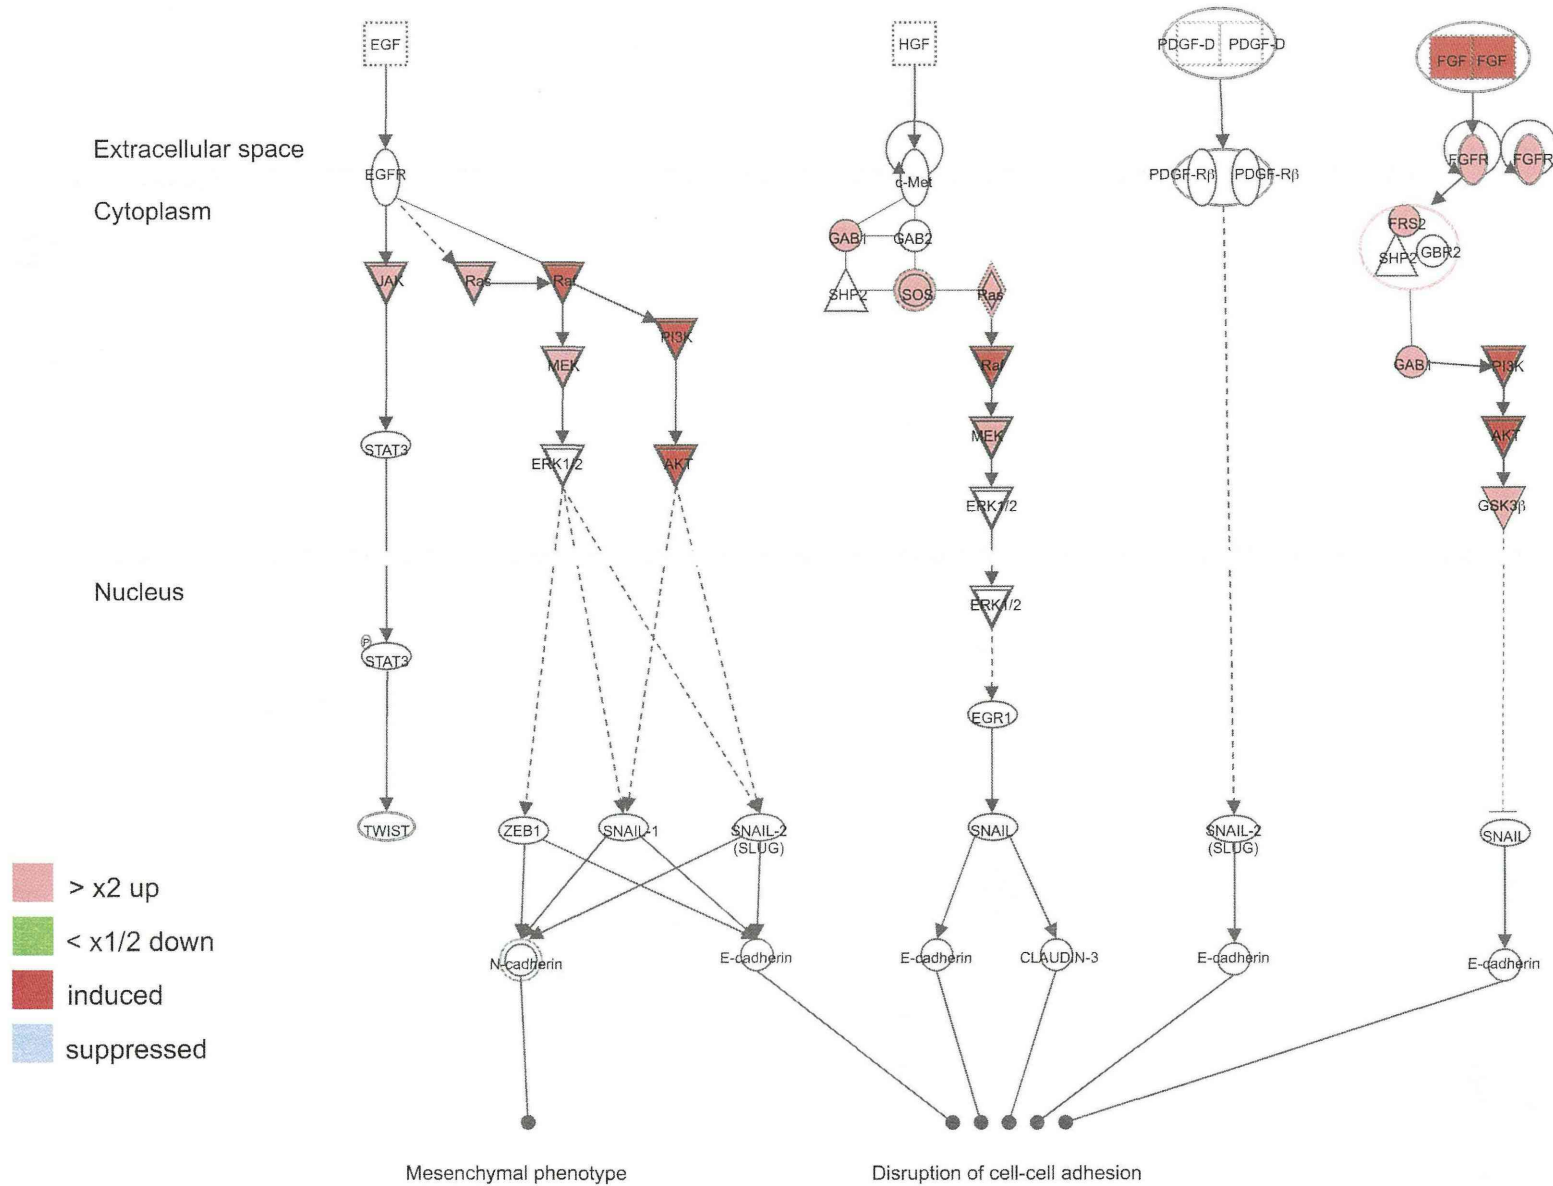 EGF
HGF
PDGF-D PDGF-D
FGF FGF
Extracellular space
EGFR
c-Met
PDGF-Rβ PDGF-Rβ
FGFR FGFR
Cytoplasm
GAB1 GAB2
FRS2
SHP2 GBR2
JAK Ras Raf
SHP2 SOS Ras
PI3K
MEK
Raf
GAB1 PI3K
STAT3 ERK1/2 AKT
MEK
AKT
ERK1/2
GSK3β
Nucleus
ERK1/2
P
STAT3
EGR1
TWIST ZEB1 SNAIL-1 SNAIL-2
(SLUG)
SNAIL
SNAIL-2
(SLUG)
SNAIL
N-cadherin E-cadherin E-cadherin CLAUDIN-3 E-cadherin E-cadherin
> x2 up
< x1/2 down
induced
suppressed
Mesenchymal phenotype
Disruption of cell-cell adhesion